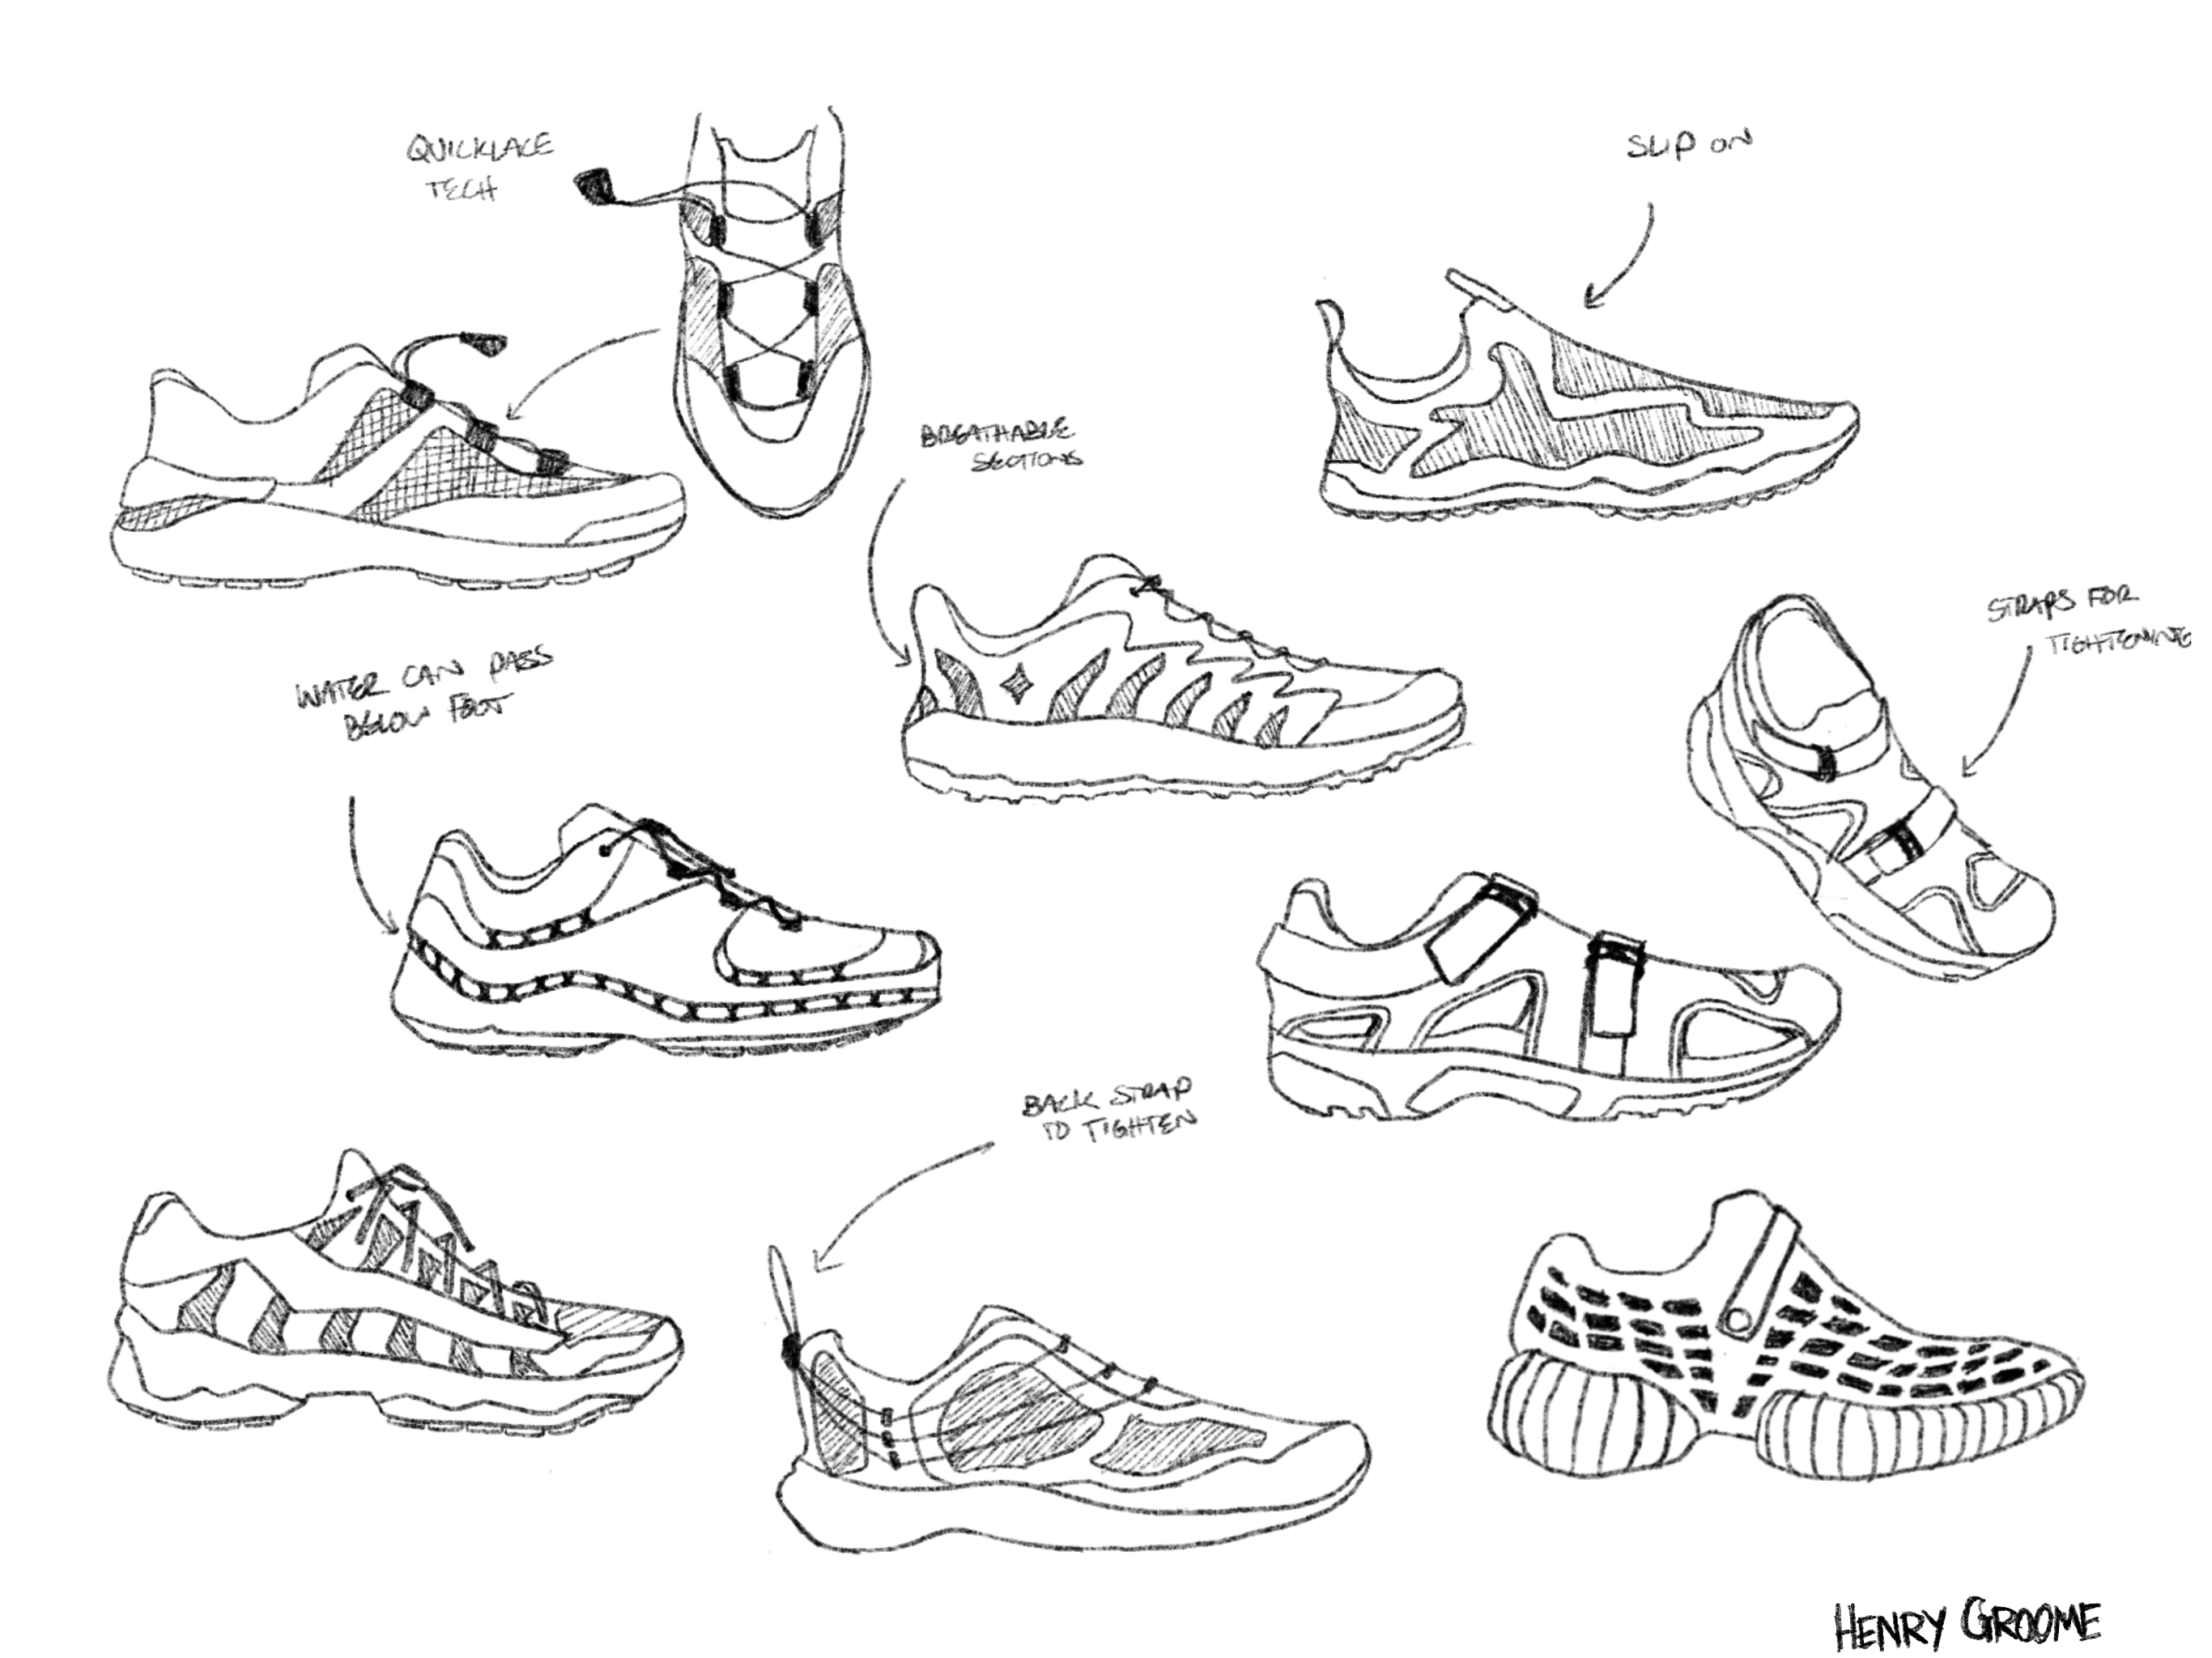 QUICKLACE
TECH
SLIP ON
BREATHABLE
SECTIONS
STRAPS FOR
TIGHTENING
WATER CAN PASS
BELOW FOOT
BACK STRAP
TO TIGHTEN
HENRY GROOME